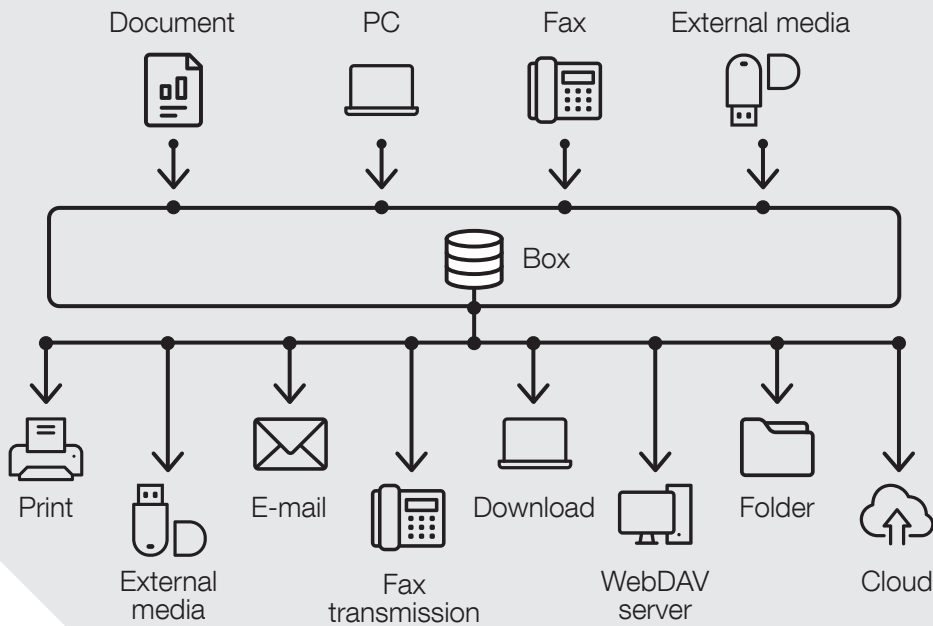 Document
PC
Fax
External media
Box
Print
E-mail
Download
Folder
External
media
Fax
transmission
WebDAV
server
Cloud